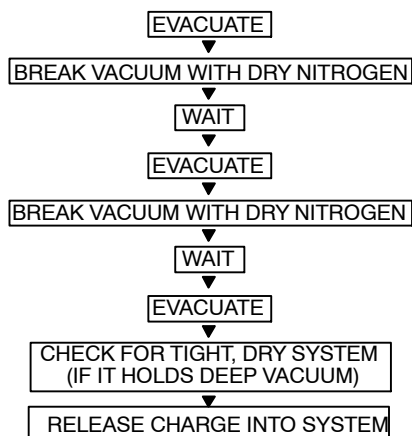 EVACUATE
BREAK VACUUM WITH DRY NITROGEN
WAIT
EVACUATE
BREAK VACUUM WITH DRY NITROGEN
WAIT
EVACUATE
CHECK FOR TIGHT, DRY SYSTEM
(IF IT HOLDS DEEP VACUUM)
RELEASE CHARGE INTO SYSTEM